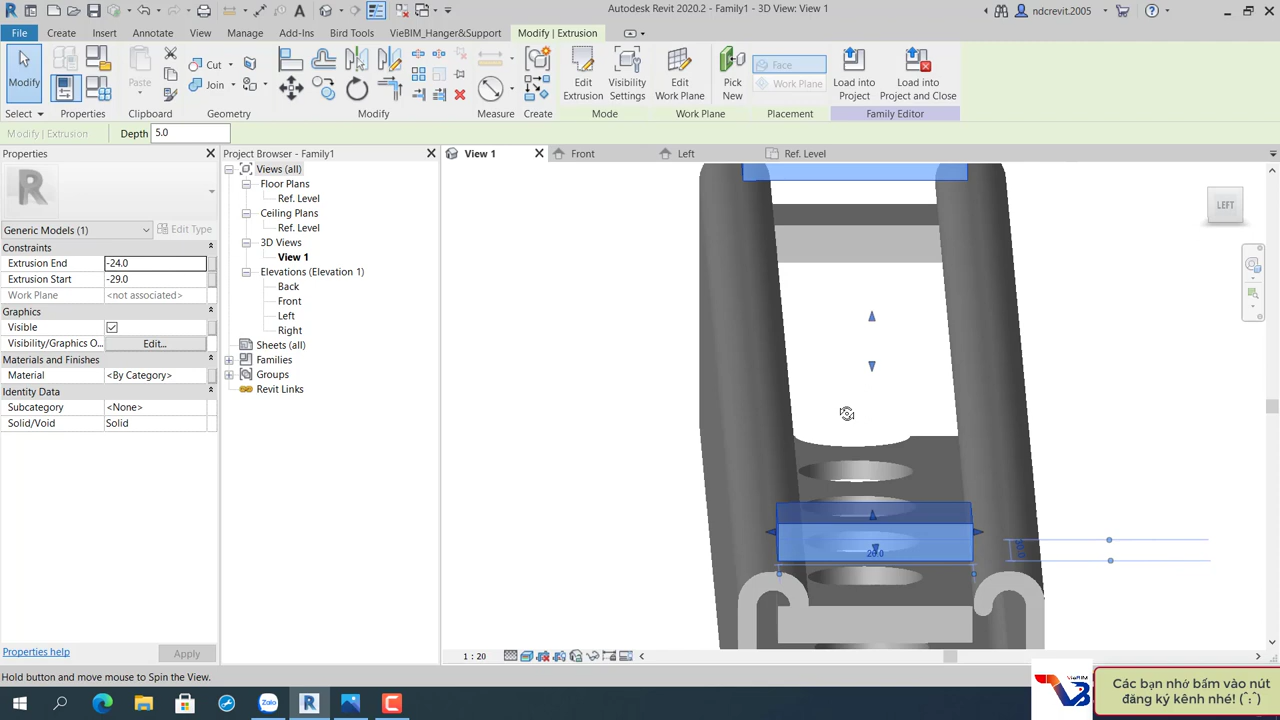 Autodesk Revit 2020.2 - Family1 - 3D View: View 1
ndcrevit.2005
File Create Insert Annotate View Manage Add-Ins Bird Tools VieBIM_Hanger&Support Modify | Extrusion
Modify
Paste
Cut
Join
Edit Extrusion
Visibility Settings
Edit Work Plane
Pick New
Face
Work Plane
Load into Project
Load into Project and Close
Select Properties Clipboard Geometry Modify Measure Create Mode Work Plane Placement Family Editor
Modify | Extrusion Depth 5.0
Properties
Project Browser - Family1
View 1 Front Left Ref. Level
R
Generic Models (1) Edit Type
Constraints
Extrusion End -24.0
Extrusion Start -29.0
Work Plane <not associated>
Graphics
Visible
Visibility/Graphics O... Edit...
Materials and Finishes
Material <By Category>
Identity Data
Subcategory <None>
Solid/Void Solid
Properties help Apply
Views (all)
Floor Plans
Ref. Level
Ceiling Plans
Ref. Level
3D Views
View 1
Elevations (Elevation 1)
Back
Front
Left
Right
Sheets (all)
Families
Groups
Revit Links
LEFT
1 : 20
Hold button and move mouse to Spin the View.
Zalo
R
C
VieBIM
Các bạn nhớ bấm vào nút
đăng ký kênh nhé! (¨;)